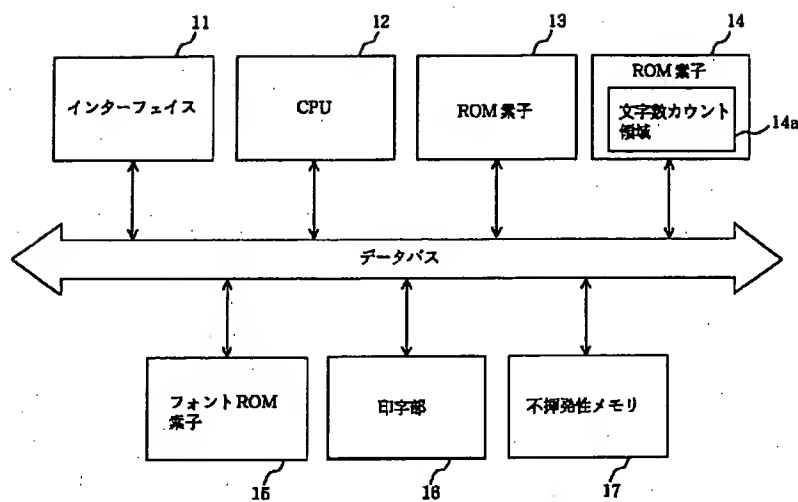 11
12
13
14
インターフェイス
CPU
ROM素子
ROM素子
文字数カウント
領域
14a
データバス
フォントROM
素子
印字部
不揮発性メモリ
15
16
17